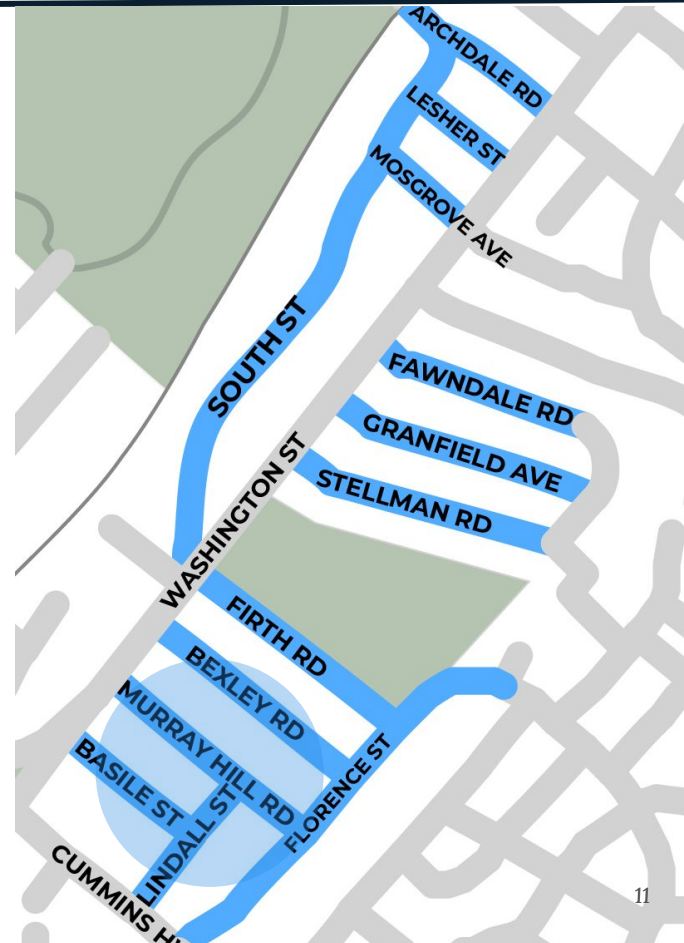 ARCHDALE RD
LESHER ST
MOSGROVE AVE
SOUTH ST
FAWNDALE RD
GRANFIELD AVE
STELLMAN RD
WASHINGTON ST
FIRTH RD
BEXLEY RD
MURRAY HILL RD
BASILE ST
LINDALL ST
FLORENCE ST
CUMMINS
11